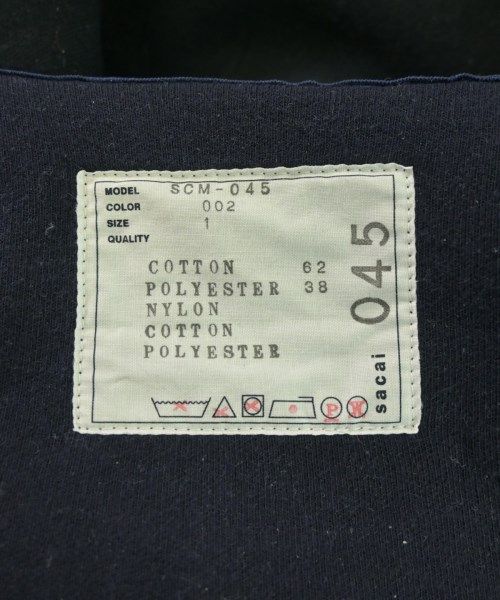 MODEL SCM-045
COLOR 002
SIZE 1
QUALITY
COTTON 62
POLYESTER 38
NYLON
COTTON
POLYESTER
P W
045
sacai